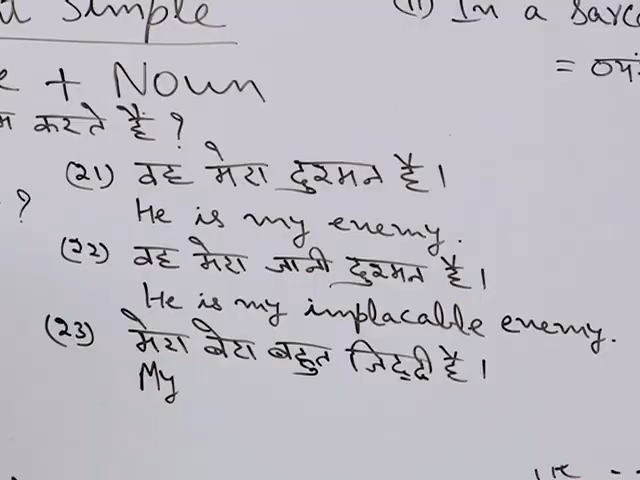 Simple
(ii) In a
+ Noun
=
करते हैं ?
(21) वह मेरा दुश्मन है।
?
He is my enemy.
(22) वह मेरा जानी दुश्मन है।
He is my implacable enemy.
(23) मेरा बेटा बहुत जिद्दी है।
My